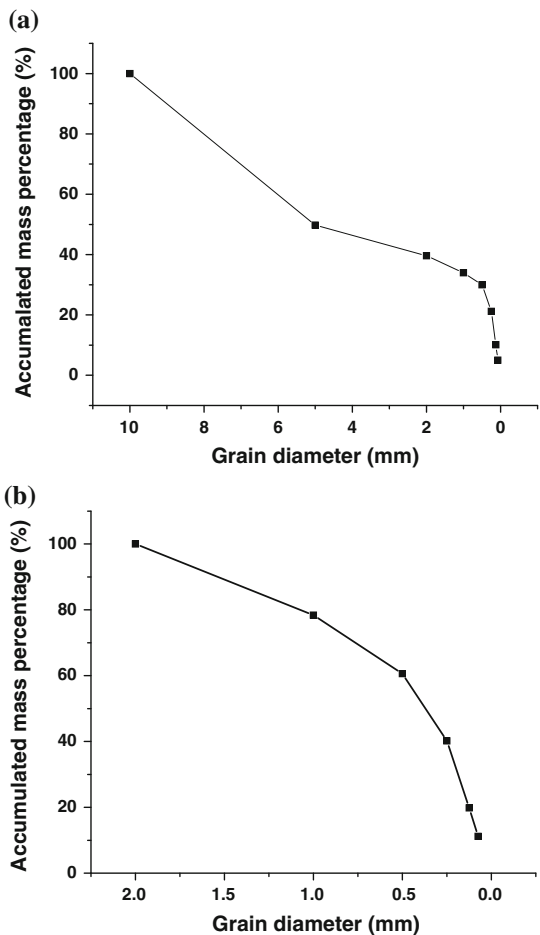 (a)
Accumalated mass percentage (%)
100
80
60
40
20
0
10 8 6 4 2 0
Grain diameter (mm)
(b)
Accumulated mass percentage (%)
100
80
60
40
20
0
2.0 1.5 1.0 0.5 0.0
Grain diameter (mm)